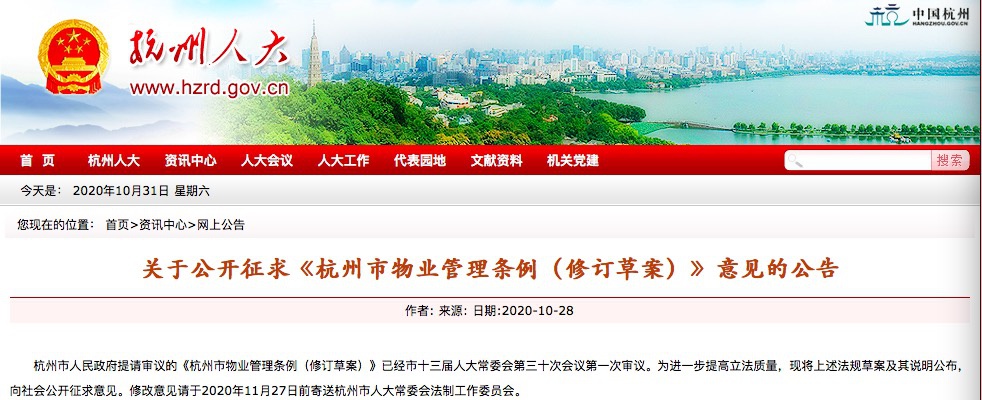 中国杭州
HANGZHOU.GOV.CN
杭州人大
www.hzrd.gov.cn
首 页 杭州人大 资讯中心 人大会议 人大工作 代表园地 文献资料 机关党建 搜索
今天是： 2020年10月31日 星期六
您现在的位置： 首页>资讯中心>网上公告
关于公开征求《杭州市物业管理条例（修订草案）》意见的公告
作者: 来源: 日期:2020-10-28
杭州市人民政府提请审议的《杭州市物业管理条例（修订草案）》已经市十三届人大常委会第三十次会议第一次审议。为进一步提高立法质量，现将上述法规草案及其说明公布，
向社会公开征求意见。修改意见请于2020年11月27日前寄送杭州市人大常委会法制工作委员会。